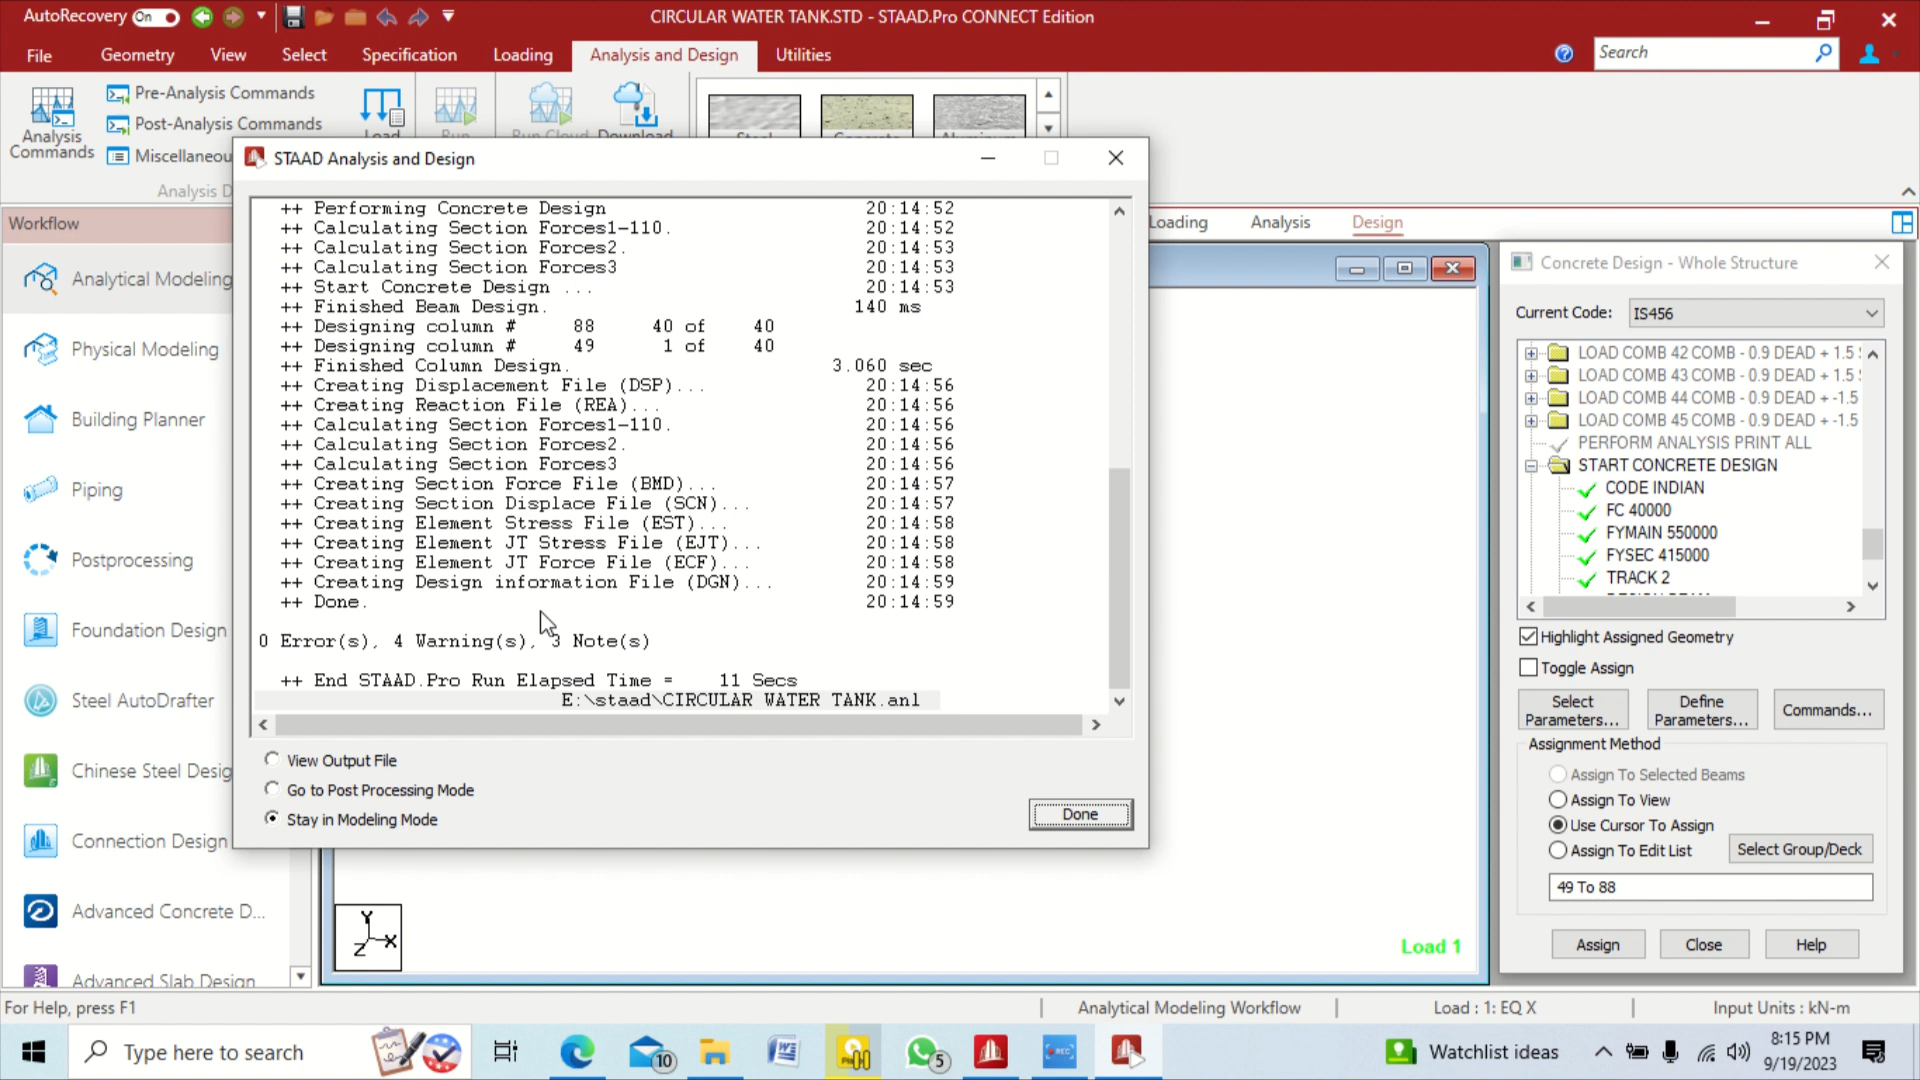 AutoRecovery On
CIRCULAR WATER TANK.STD - STAAD.Pro CONNECT Edition
File Geometry View Select Specification Loading Analysis and Design Utilities
Search
Pre-Analysis Commands
Post-Analysis Commands
Analysis
Commands
Miscellaneou
Analysis D
STAAD Analysis and Design
++ Performing Concrete Design 20:14:52
++ Calculating Section Forces1-110. 20:14:52
++ Calculating Section Forces2. 20:14:53
++ Calculating Section Forces3 20:14:53
++ Start Concrete Design ... 20:14:53
++ Finished Beam Design. 140 ms
++ Designing column # 88 40 of 40
++ Designing column # 49 1 of 40
++ Finished Column Design. 3.060 sec
++ Creating Displacement File (DSP)... 20:14:56
++ Creating Reaction File (REA)... 20:14:56
++ Calculating Section Forces1-110. 20:14:56
++ Calculating Section Forces2. 20:14:56
++ Calculating Section Forces3 20:14:56
++ Creating Section Force File (BMD)... 20:14:57
++ Creating Section Displace File (SCN)... 20:14:57
++ Creating Element Stress File (EST)... 20:14:58
++ Creating Element JT Stress File (EJT)... 20:14:58
++ Creating Element JT Force File (ECF)... 20:14:58
++ Creating Design information File (DGN)... 20:14:59
++ Done. 20:14:59
0 Error(s), 4 Warning(s), 3 Note(s)
++ End STAAD.Pro Run Elapsed Time = 11 Secs
E:\staad\CIRCULAR WATER TANK.anl
View Output File
Go to Post Processing Mode
Stay in Modeling Mode
Done
Workflow
Analytical Modeling
Physical Modeling
Building Planner
Piping
Postprocessing
Foundation Design
Steel AutoDrafter
Chinese Steel Desig
Connection Design
Advanced Concrete D...
Advanced Slab Design
Loading Analysis Design
Y
X
Z
Load 1
Concrete Design - Whole Structure
Current Code: IS456
LOAD COMB 42 COMB - 0.9 DEAD + 1.5
LOAD COMB 43 COMB - 0.9 DEAD + 1.5
LOAD COMB 44 COMB - 0.9 DEAD + -1.5
LOAD COMB 45 COMB - 0.9 DEAD + -1.5
PERFORM ANALYSIS PRINT ALL
START CONCRETE DESIGN
CODE INDIAN
FC 40000
FYMAIN 550000
FYSEC 415000
TRACK 2
Highlight Assigned Geometry
Toggle Assign
Select Parameters...
Define Parameters...
Commands...
Assignment Method
Assign To Selected Beams
Assign To View
Use Cursor To Assign
Assign To Edit List
Select Group/Deck
49 To 88
Assign Close Help
For Help, press F1
Analytical Modeling Workflow
Load : 1: EQ X
Input Units : kN-m
Type here to search
10
5
Watchlist ideas
8:15 PM
9/19/2023